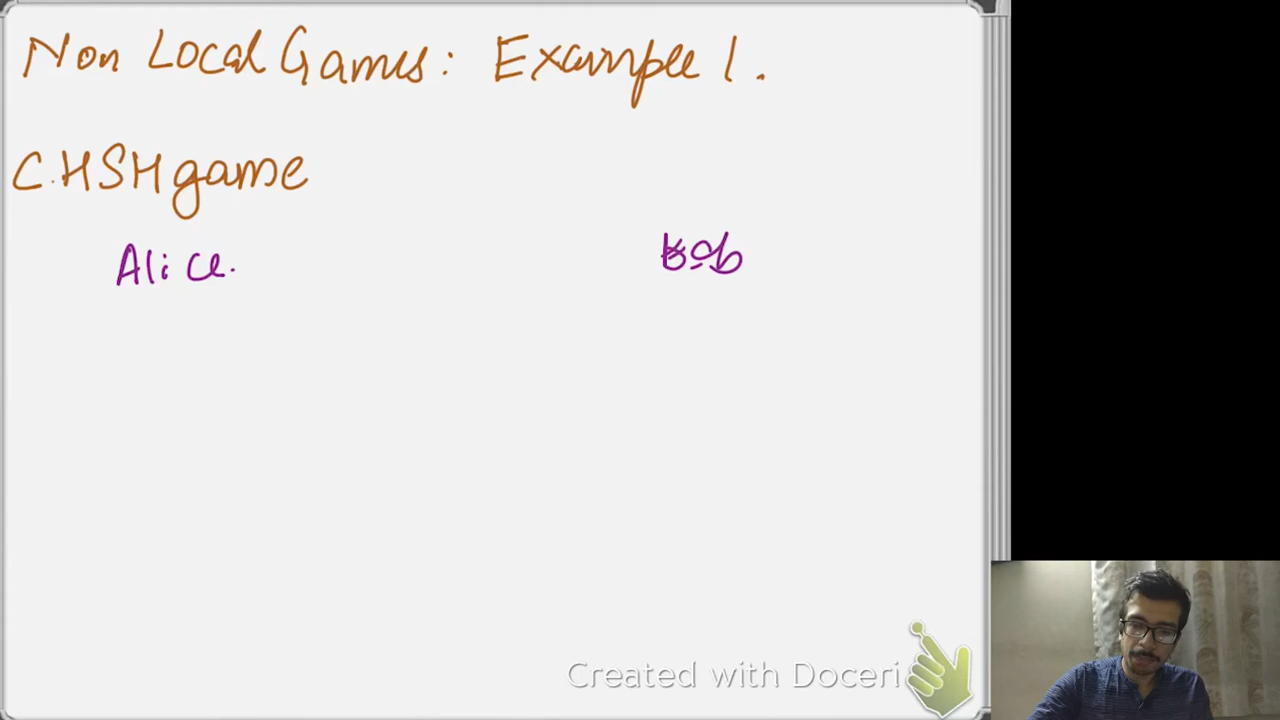 Non Local Games: Example 1.
CHSH game
Alice.
Bob
Created with Doceri